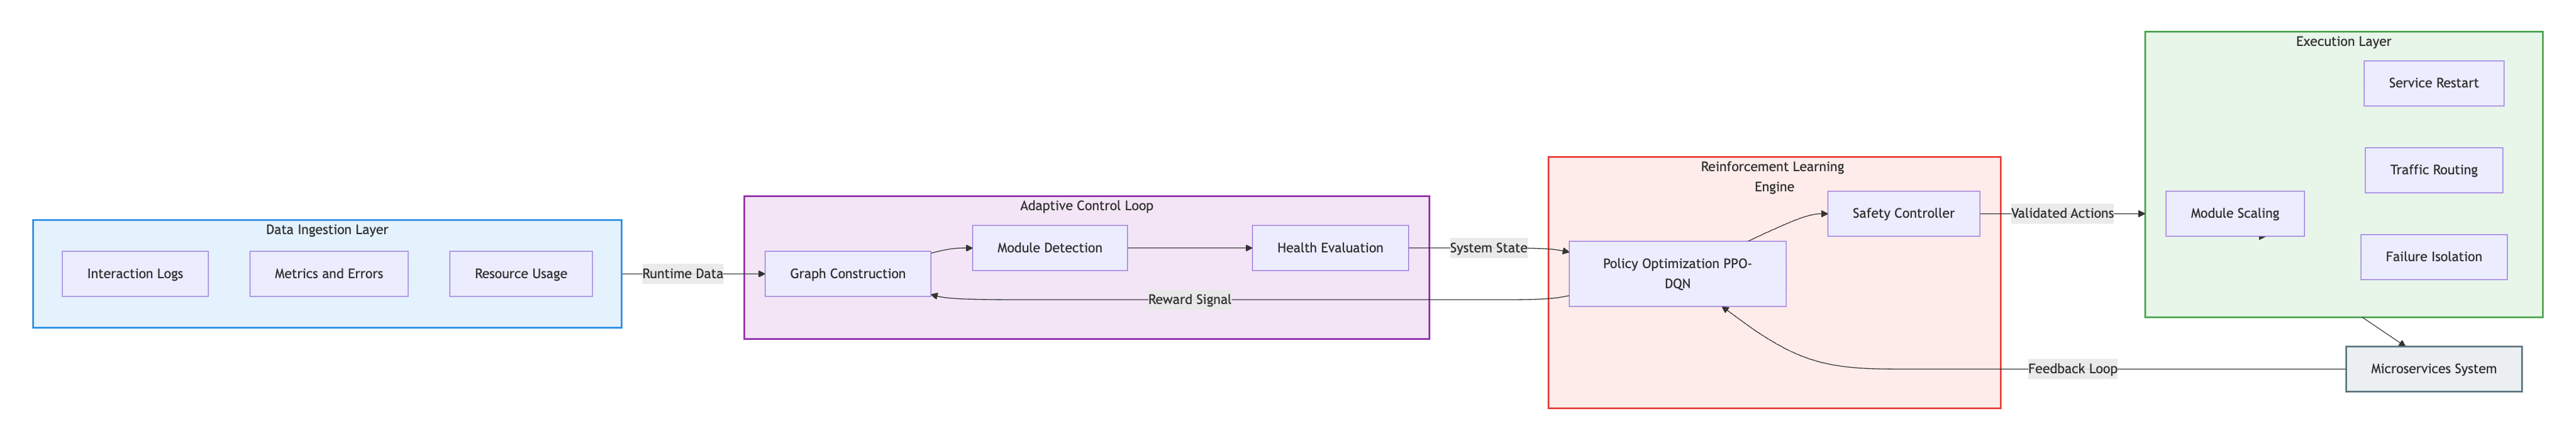 Data Ingestion Layer
Interaction Logs
Metrics and Errors
Resource Usage
Runtime Data
Adaptive Control Loop
Graph Construction
Module Detection
Health Evaluation
System State
Reward Signal
Reinforcement Learning
Engine
Policy Optimization PPO-
DQN
Safety Controller
Validated Actions
Execution Layer
Service Restart
Traffic Routing
Module Scaling
Failure Isolation
Microservices System
Feedback Loop